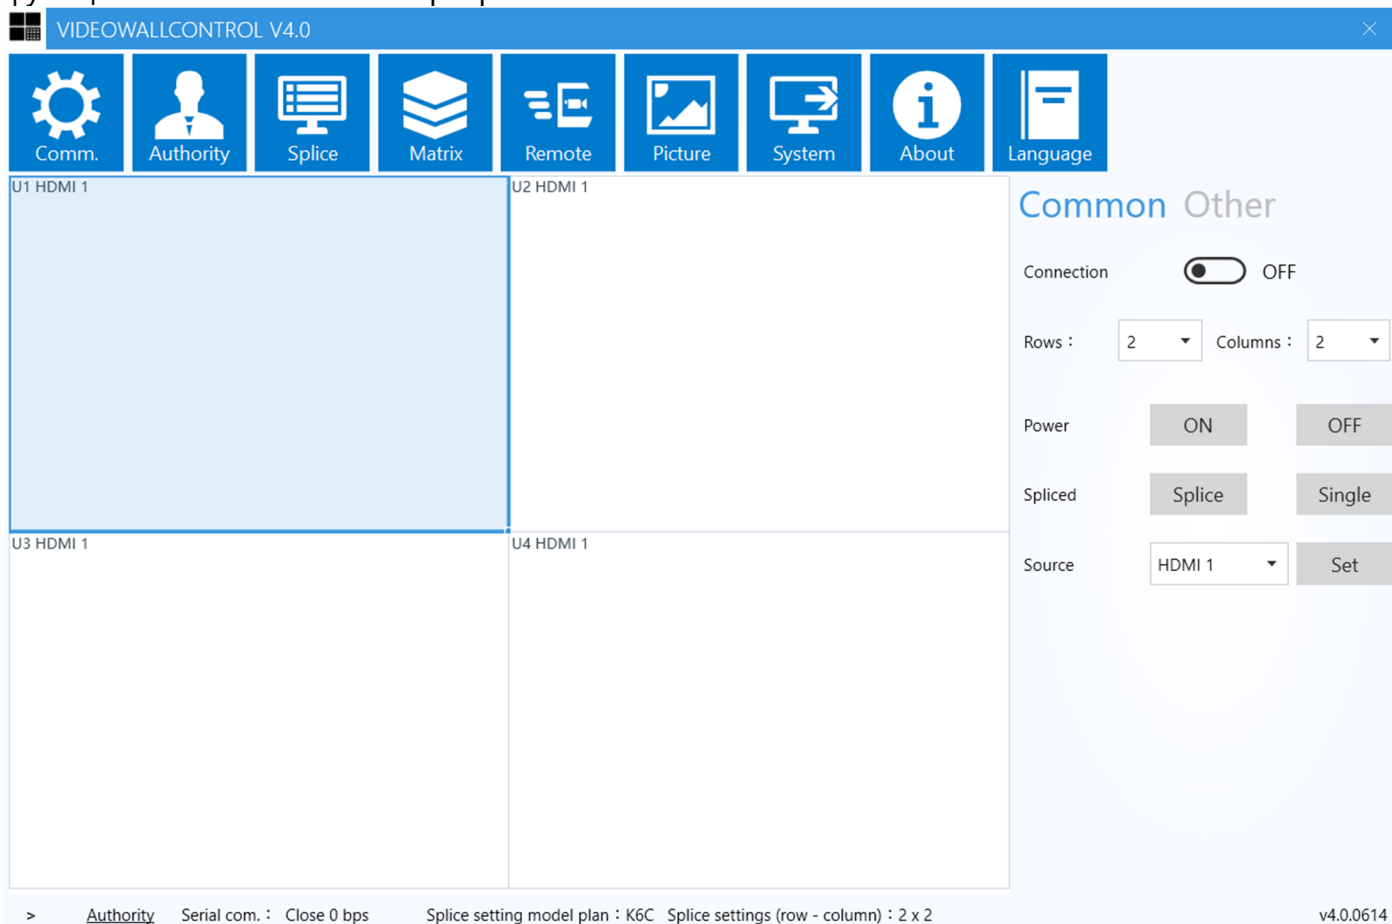 VIDEOWALLCONTROL V4.0
Comm. Authority Splice Matrix Remote Picture System About Language
U1 HDMI 1
U2 HDMI 1
Common Other
Connection OFF
Rows： 2 Columns： 2
Power ON OFF
Spliced Splice Single
U3 HDMI 1
U4 HDMI 1
Source HDMI 1 Set
> Authority Serial com.： Close 0 bps Splice setting model plan：K6C Splice settings (row - column)：2 x 2 v4.0.0614